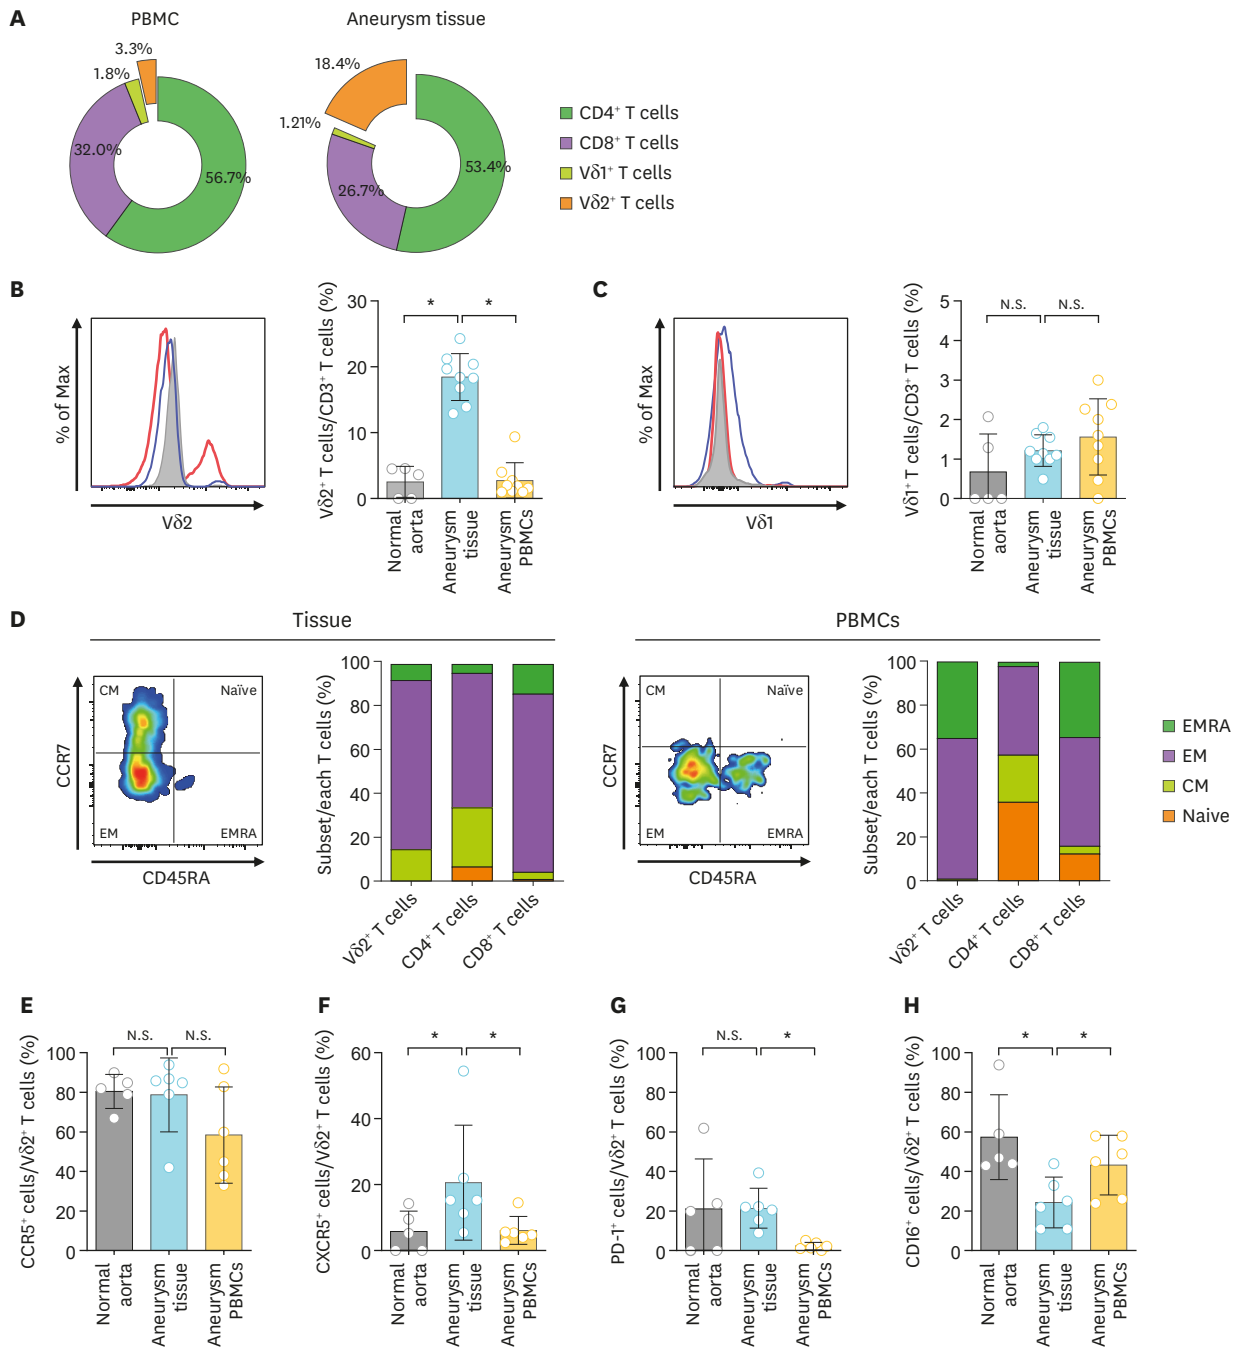 A
PBMC
Aneurysm tissue
3.3%
1.8%
32.0%
56.7%
18.4%
1.21%
26.7%
53.4%
CD4⁺ T cells
CD8⁺ T cells
Vδ1⁺ T cells
Vδ2⁺ T cells
B
% of Max
Vδ2
Vδ2⁺ T cells/CD3⁺ T cells (%)
30
20
10
0
*
*
Normal aorta
Aneurysm tissue
Aneurysm PBMCs
C
% of Max
Vδ1
Vδ1⁺ T cells/CD3⁺ T cells (%)
5
4
3
2
1
0
N.S.
N.S.
Normal aorta
Aneurysm tissue
Aneurysm PBMCs
D
Tissue
CCR7
CM
Naïve
EM
EMRA
CD45RA
Subset/each T cells (%)
100
80
60
40
20
0
Vδ2⁺ T cells
CD4⁺ T cells
CD8⁺ T cells
PBMCs
CCR7
CM
Naïve
EM
EMRA
CD45RA
Subset/each T cells (%)
100
80
60
40
20
0
Vδ2⁺ T cells
CD4⁺ T cells
CD8⁺ T cells
EMRA
EM
CM
Naive
E
CCR5⁺ cells/Vδ2⁺ T cells (%)
100
80
60
40
20
0
N.S.
N.S.
Normal aorta
Aneurysm tissue
Aneurysm PBMCs
F
CXCR5⁺ cells/Vδ2⁺ T cells (%)
60
40
20
0
*
*
Normal aorta
Aneurysm tissue
Aneurysm PBMCs
G
PD-1⁺ cells/Vδ2⁺ T cells (%)
100
80
60
40
20
0
N.S.
*
Normal aorta
Aneurysm tissue
Aneurysm PBMCs
H
CD16⁺ cells/Vδ2⁺ T cells (%)
100
80
60
40
20
0
*
*
Normal aorta
Aneurysm tissue
Aneurysm PBMCs